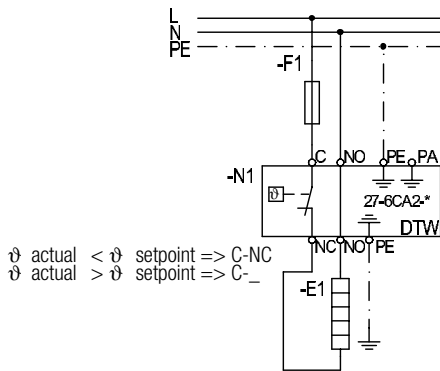 L
N
PE
-F1
C NO PE PA
-N1
ϑ
27-6CA2-*
DTW
NC NO PE
ϑ actual < ϑ setpoint => C-NC
ϑ actual > ϑ setpoint => C-_
-E1